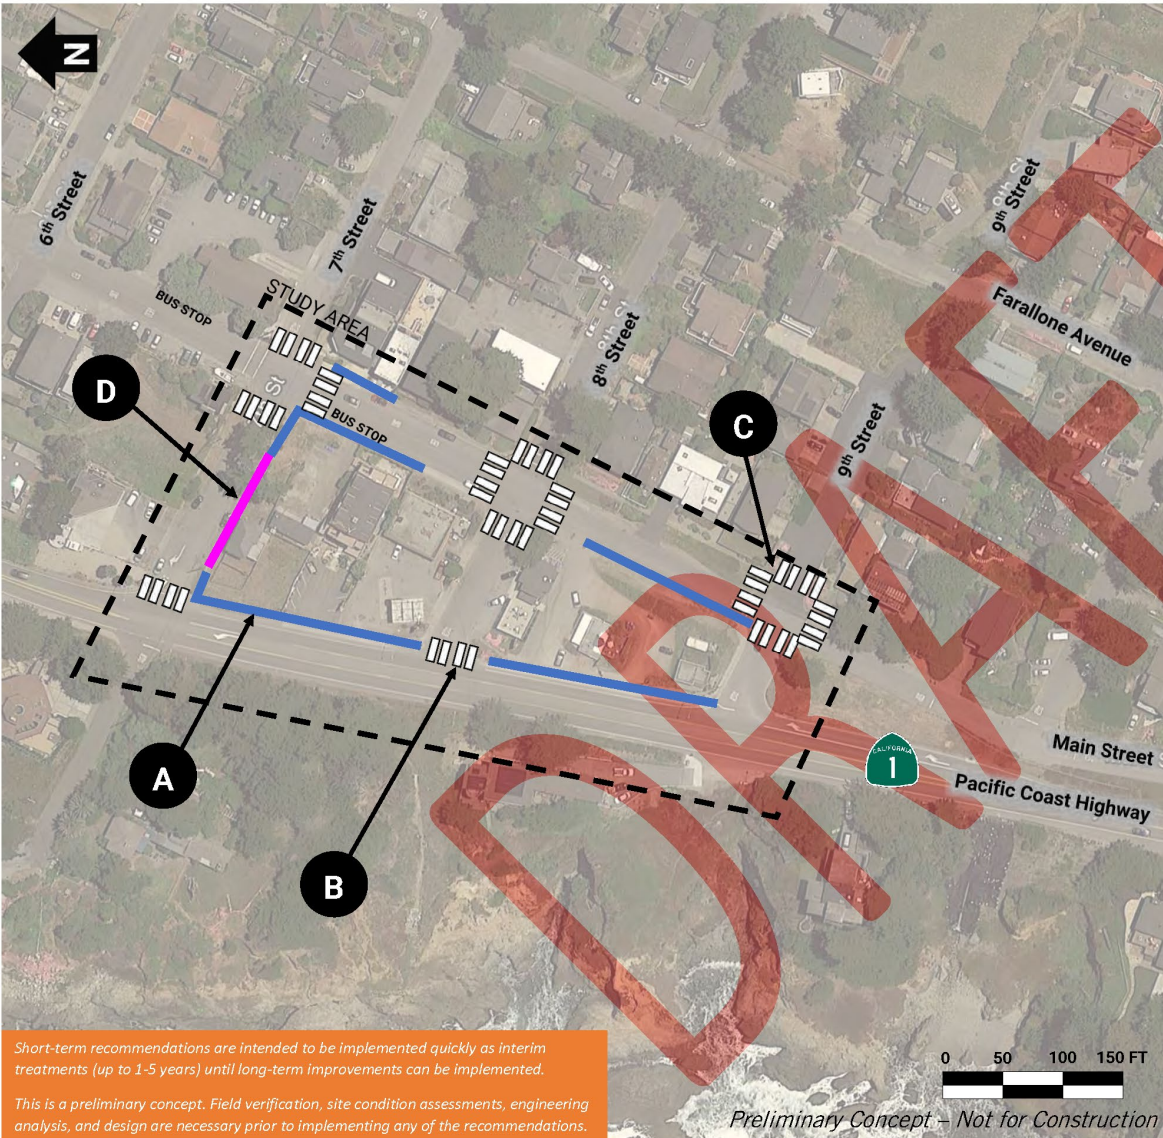 N
6th Street
7th Street
8th Street
9th Street
9th Street
Farallone Avenue
BUS STOP
STUDY AREA
St
BUS STOP
D
C
A
B
DRAFT
CALIFORNIA
1
Main Street
Pacific Coast Highway
Short-term recommendations are intended to be implemented quickly as interim
treatments (up to 1-5 years) until long-term improvements can be implemented.
This is a preliminary concept. Field verification, site condition assessments, engineering
analysis, and design are necessary prior to implementing any of the recommendations.
0 50 100 150 FT
Preliminary Concept – Not for Construction